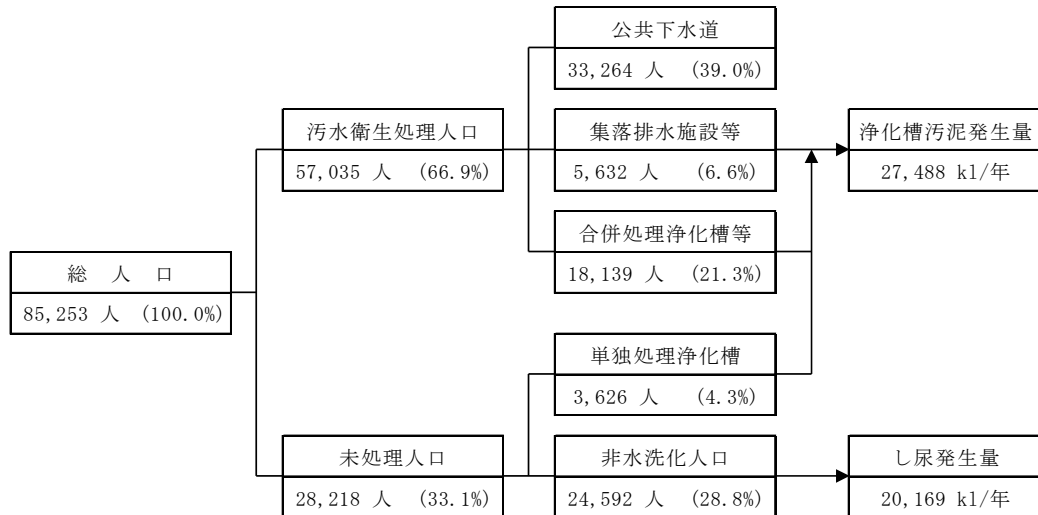 公共下水道
33,264 人 (39.0%)
汚水衛生処理人口
57,035 人 (66.9%)
集落排水施設等
5,632 人 (6.6%)
浄化槽汚泥発生量
27,488 kl/年
合併処理浄化槽等
18,139 人 (21.3%)
総 人 口
85,253 人 (100.0%)
単独処理浄化槽
3,626 人 (4.3%)
未処理人口
28,218 人 (33.1%)
非水洗化人口
24,592 人 (28.8%)
し尿発生量
20,169 kl/年